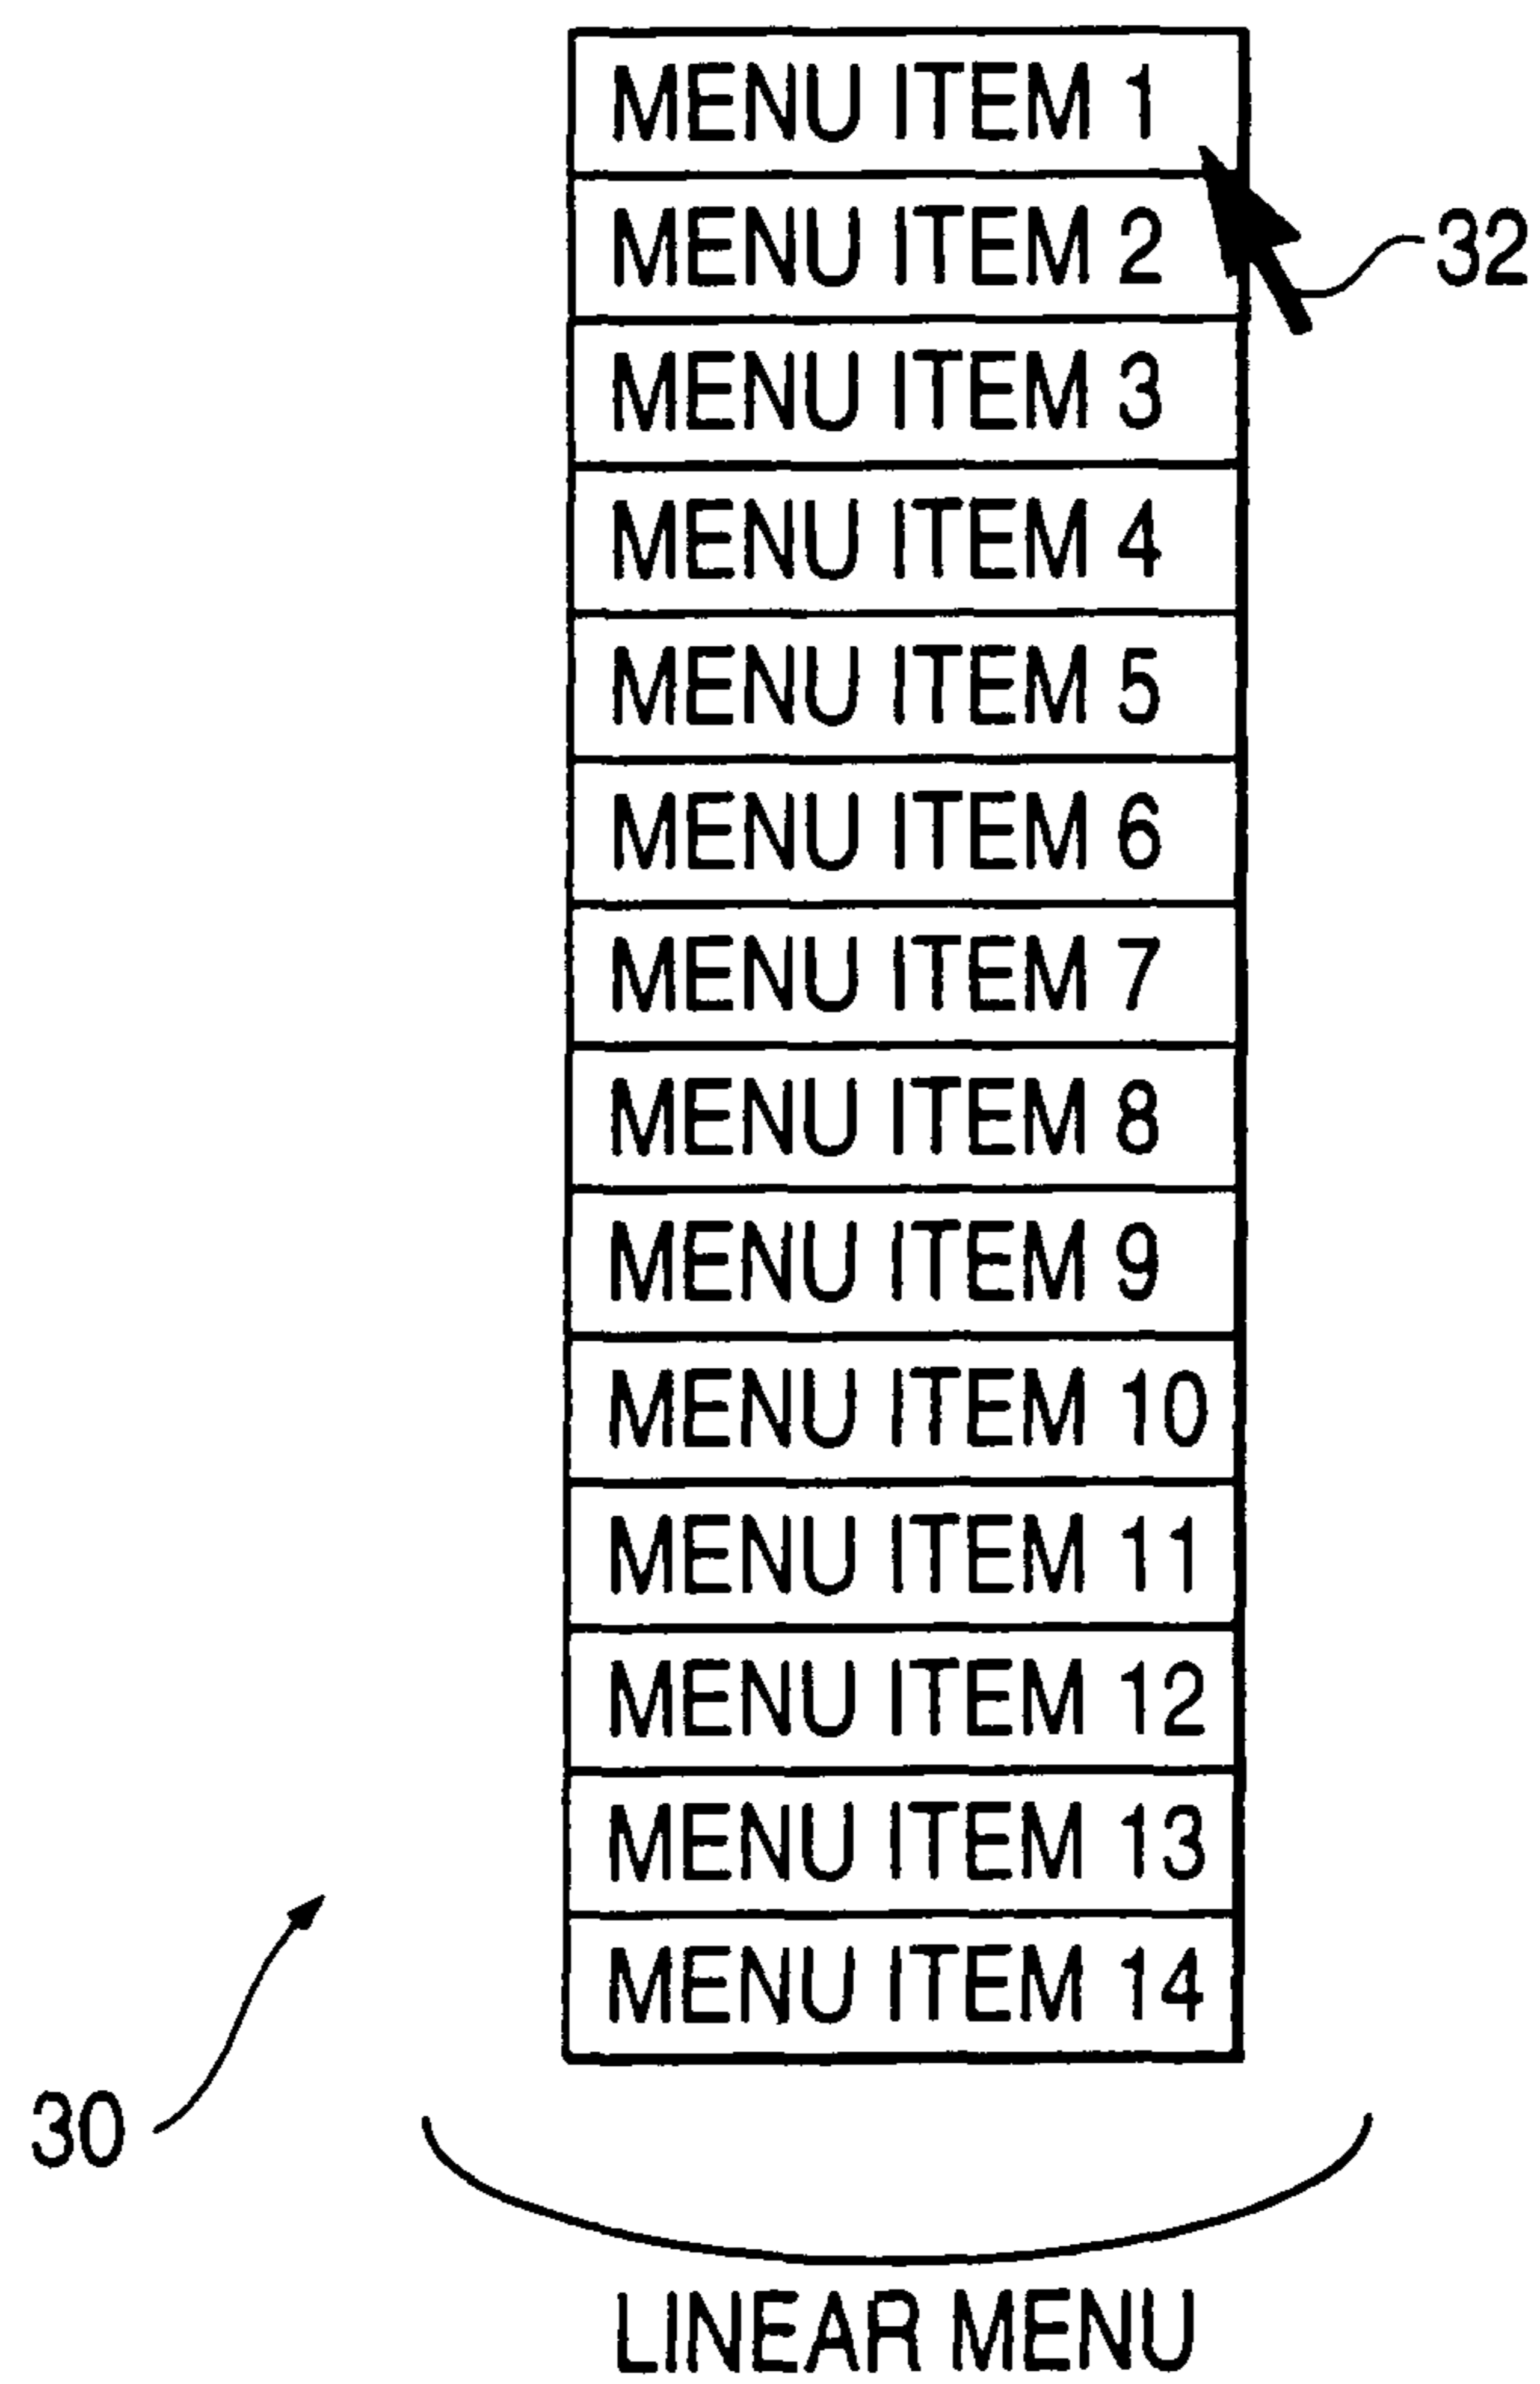 MENU ITEM 1
MENU ITEM 2
32
MENU ITEM 3
MENU ITEM 4
MENU ITEM 5
MENU ITEM 6
MENU ITEM 7
MENU ITEM 8
MENU ITEM 9
MENU ITEM 10
MENU ITEM 11
MENU ITEM 12
MENU ITEM 13
MENU ITEM 14
30
LINEAR MENU